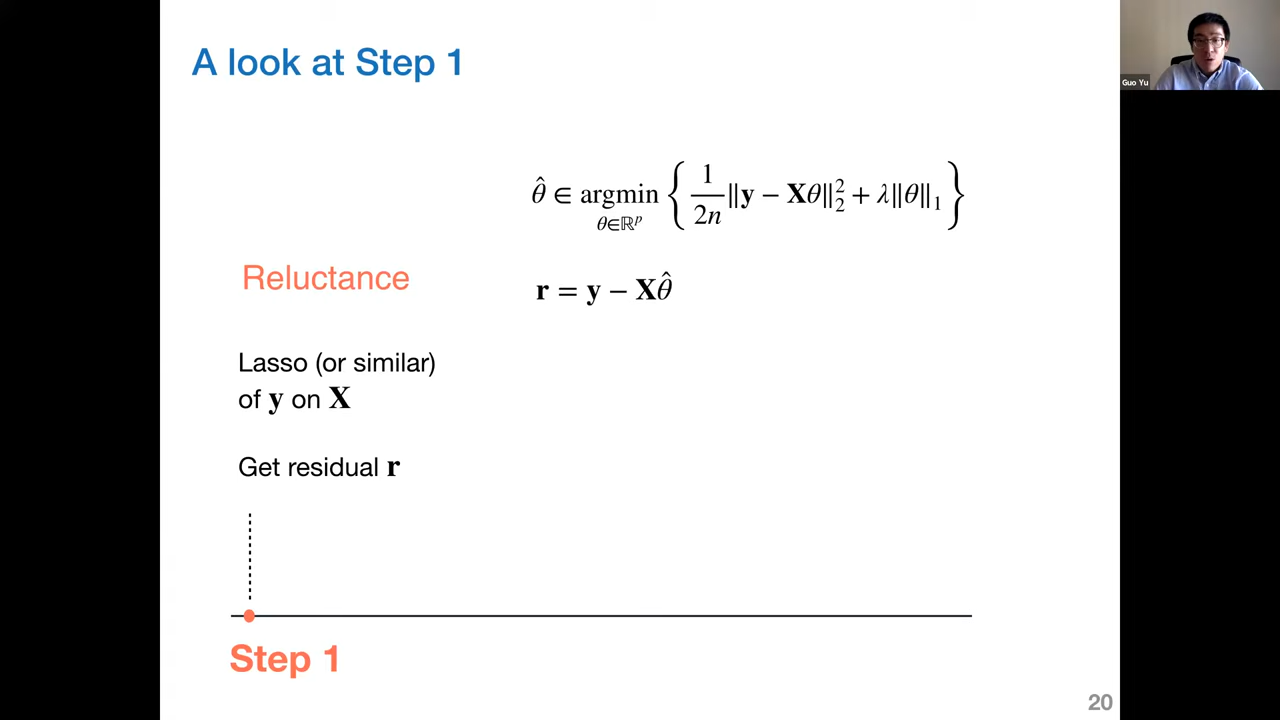 A look at Step 1
Guo Yu
θ̂ ∈ argmin_{θ∈ℝ^p} { 1/2n ‖y − Xθ‖₂² + λ‖θ‖₁ }
Reluctance
r = y − Xθ̂
Lasso (or similar)
of y on X
Get residual r
Step 1
20